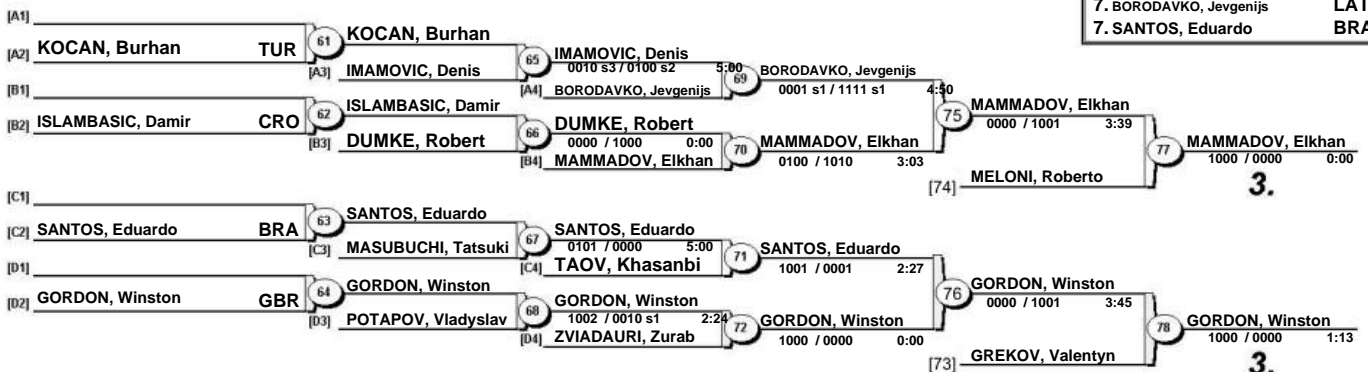 7. BORODAVKO, Jevgenijs LAT
7. SANTOS, Eduardo BRA
[A1]
[A2] KOCAN, Burhan TUR
61
KOCAN, Burhan
[A3] IMAMOVIC, Denis
65
IMAMOVIC, Denis
0010 s3 / 0100 s2 5:00
[A4] BORODAVKO, Jevgenijs
69
BORODAVKO, Jevgenijs
0001 s1 / 1111 s1 4:50
[B1]
[B2] ISLAMBASIC, Damir CRO
62
ISLAMBASIC, Damir
[B3] DUMKE, Robert
66
DUMKE, Robert
0000 / 1000 0:00
[B4] MAMMADOV, Elkhan
70
MAMMADOV, Elkhan
0100 / 1010 3:03
75
MAMMADOV, Elkhan
0000 / 1001 3:39
[74] MELONI, Roberto
77
MAMMADOV, Elkhan
1000 / 0000 0:00
3.
[C1]
[C2] SANTOS, Eduardo BRA
63
SANTOS, Eduardo
[C3] MASUBUCHI, Tatsuki
67
SANTOS, Eduardo
0101 / 0000 5:00
[C4] TAOV, Khasanbi
71
SANTOS, Eduardo
1001 / 0001 2:27
[D1]
[D2] GORDON, Winston GBR
64
GORDON, Winston
[D3] POTAPOV, Vladyslav
68
GORDON, Winston
1002 / 0010 s1 2:24
[D4] ZVIADAURI, Zurab
72
GORDON, Winston
1000 / 0000 0:00
76
GORDON, Winston
0000 / 1001 3:45
[73] GREKOV, Valentyn
78
GORDON, Winston
1000 / 0000 1:13
3.